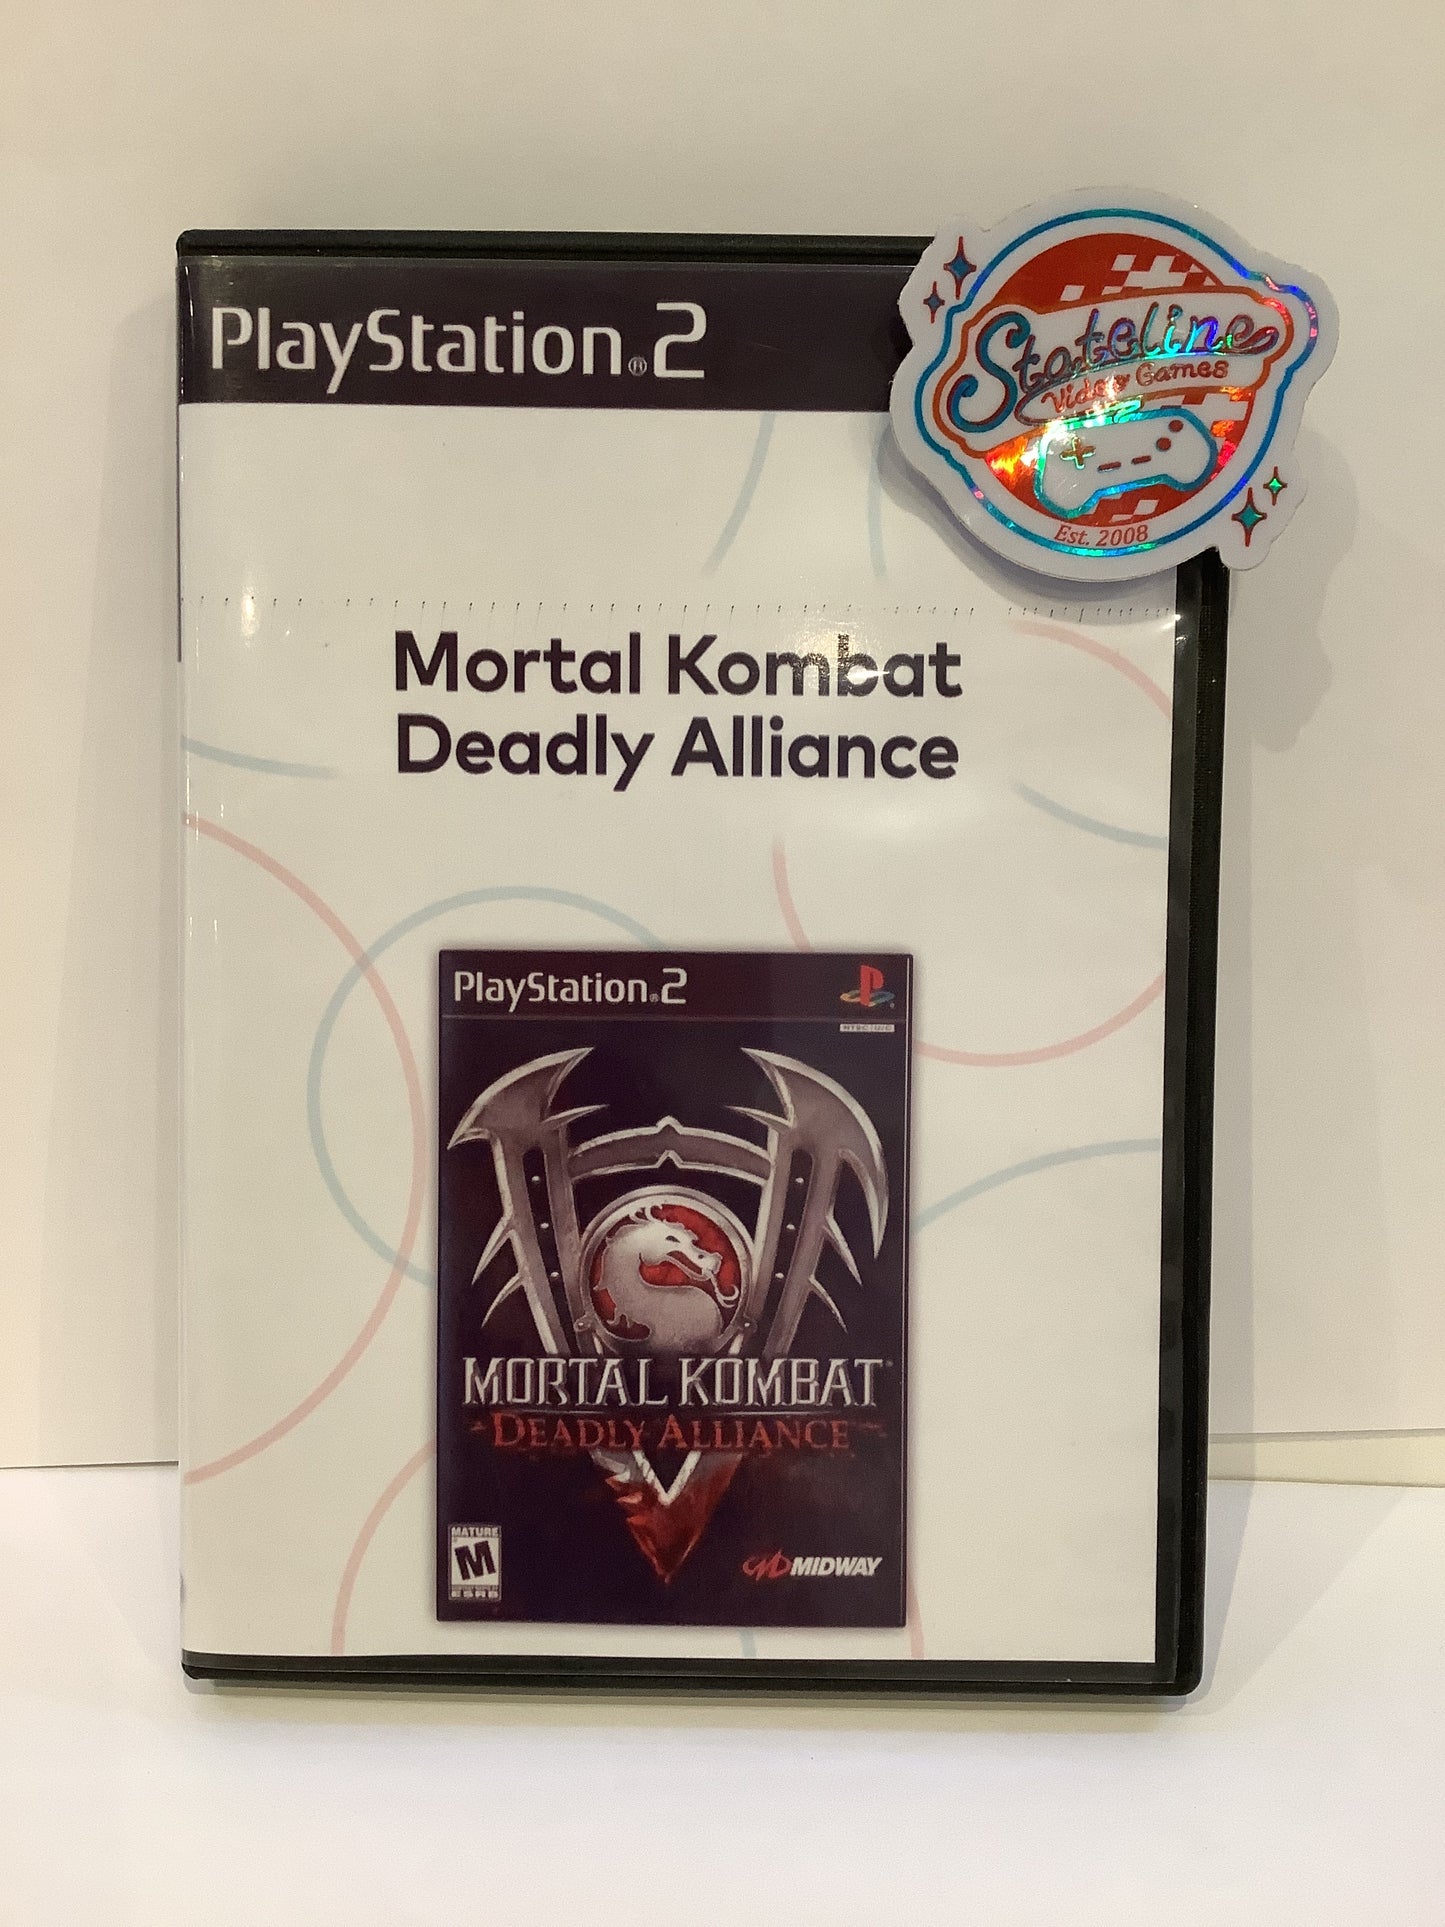 PlayStation®2
Stateline
Video Games
Est. 2008
Mortal Kombat
Deadly Alliance
PlayStation®2
NTSC U/C
MORTAL KOMBAT
DEADLY ALLIANCE
MATURE
M
ESRB
MIDWAY